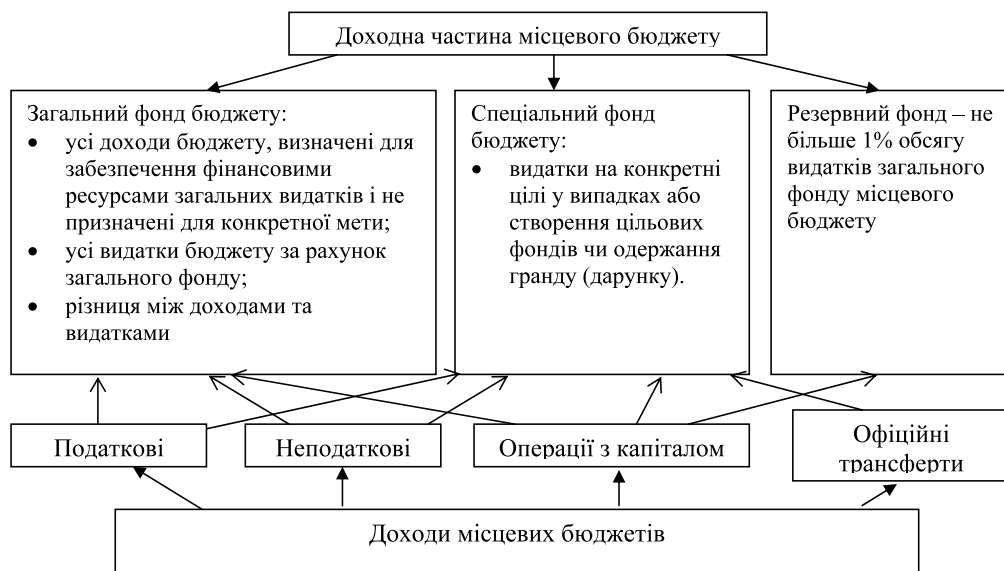 Доходна частина місцевого бюджету
Загальний фонд бюджету:
• усі доходи бюджету, визначені для
забезпечення фінансовими
ресурсами загальних видатків і не
призначені для конкретної мети;
• усі видатки бюджету за рахунок
загального фонду;
• різниця між доходами та
видатками
Спеціальний фонд
бюджету:
• видатки на конкретні
цілі у випадках або
створення цільових
фондів чи одержання
гранду (дарунку).
Резервний фонд – не
більше 1% обсягу
видатків загального
фонду місцевого
бюджету
Податкові
Неподаткові
Операції з капіталом
Офіційні
трансферти
Доходи місцевих бюджетів